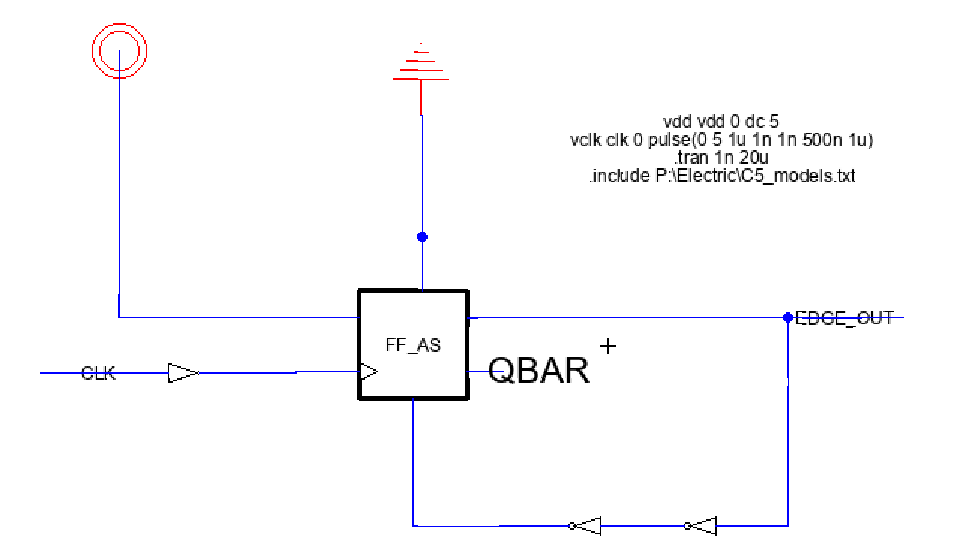 vdd vdd 0 dc 5
vclk clk 0 pulse(0 5 1u 1n 1n 500n 1u)
.tran 1n 20u
.include P:\Electric\C5_models.txt
EDGE_OUT
FF_AS
CLK
QBAR